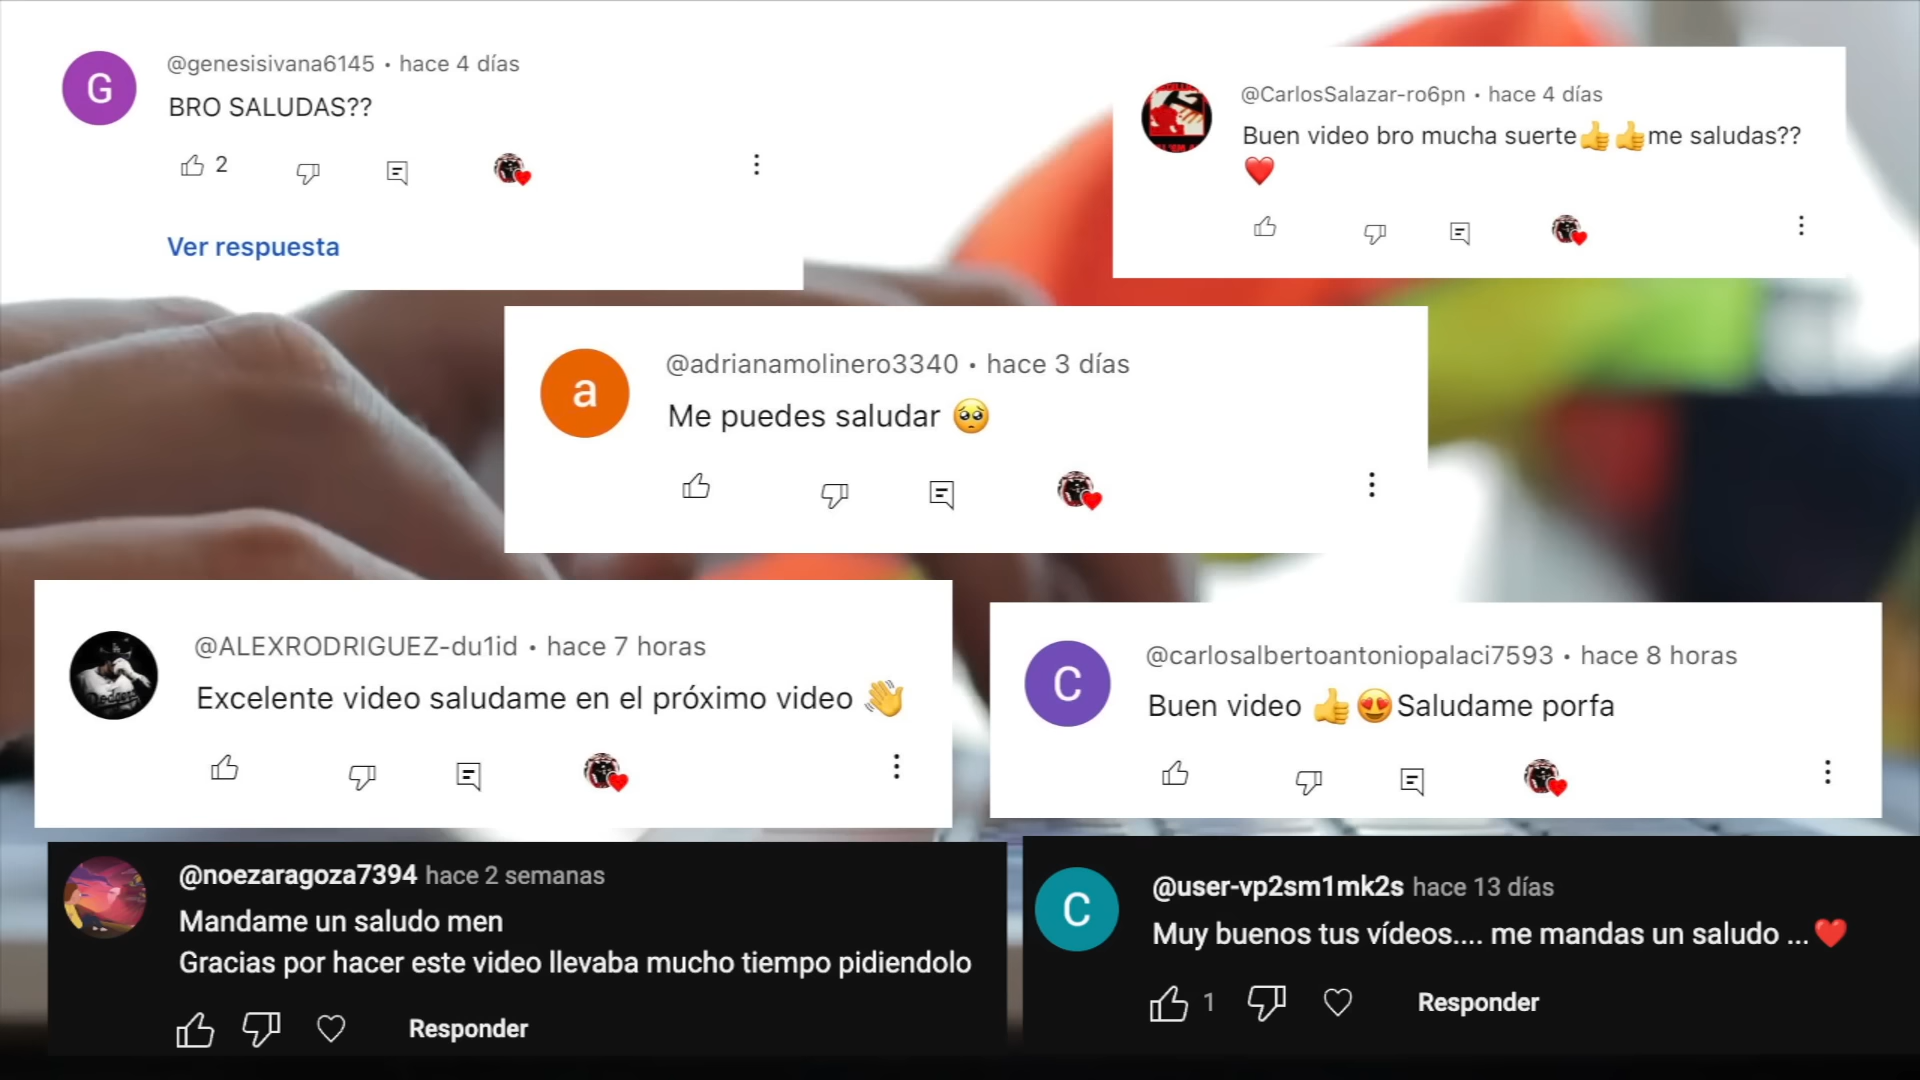 G
@genesisivana6145 • hace 4 días
BRO SALUDAS??
2
Ver respuesta
@CarlosSalazar-ro6pn • hace 4 días
Buen video bro mucha suerte👍👍me saludas??
❤️
a
@adrianamolinero3340 • hace 3 días
Me puedes saludar 🥺
@ALEXRODRIGUEZ-du1id • hace 7 horas
Excelente video saludame en el próximo video 👋
C
@carlosalbertoantoniopalaci7593 • hace 8 horas
Buen video 👍😍Saludame porfa
@noezaragoza7394 hace 2 semanas
Mandame un saludo men
Gracias por hacer este video llevaba mucho tiempo pidiendolo
Responder
C
@user-vp2sm1mk2s hace 13 días
Muy buenos tus vídeos.... me mandas un saludo ...❤️
1
Responder